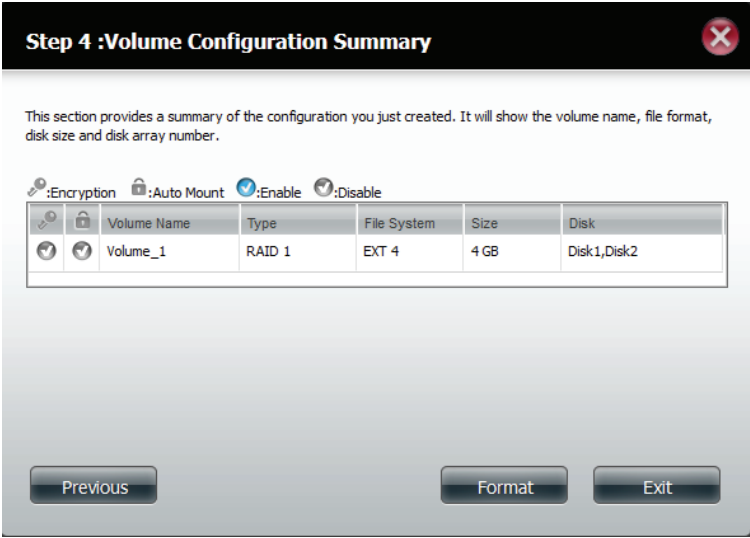 Step 4 :Volume Configuration Summary
This section provides a summary of the configuration you just created. It will show the volume name, file format,
disk size and disk array number.
:Encryption :Auto Mount :Enable :Disable
Volume Name Type File System Size Disk
Volume_1 RAID 1 EXT 4 4 GB Disk1,Disk2
Previous Format Exit